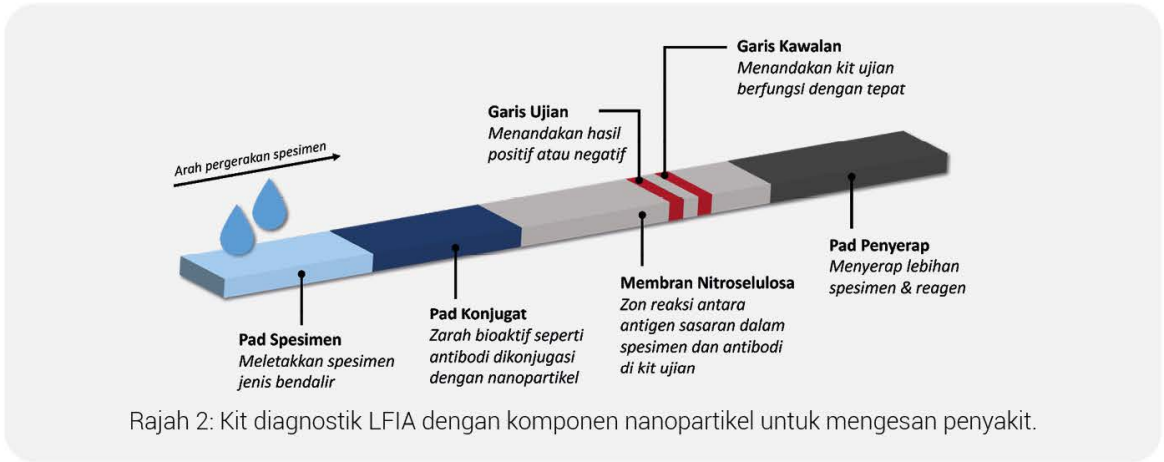 Garis Kawalan
Menandakan kit ujian
berfungsi dengan tepat
Garis Ujian
Menandakan hasil
positif atau negatif
Arah pergerakan spesimen
Pad Spesimen
Meletakkan spesimen
jenis bendalir
Pad Konjugat
Zarah bioaktif seperti
antibodi dikonjugasi
dengan nanopartikel
Membran Nitroselulosa
Zon reaksi antara
antigen sasaran dalam
spesimen dan antibodi
di kit ujian
Pad Penyerap
Menyerap lebihan
spesimen & reagen
Rajah 2: Kit diagnostik LFIA dengan komponen nanopartikel untuk mengesan penyakit.